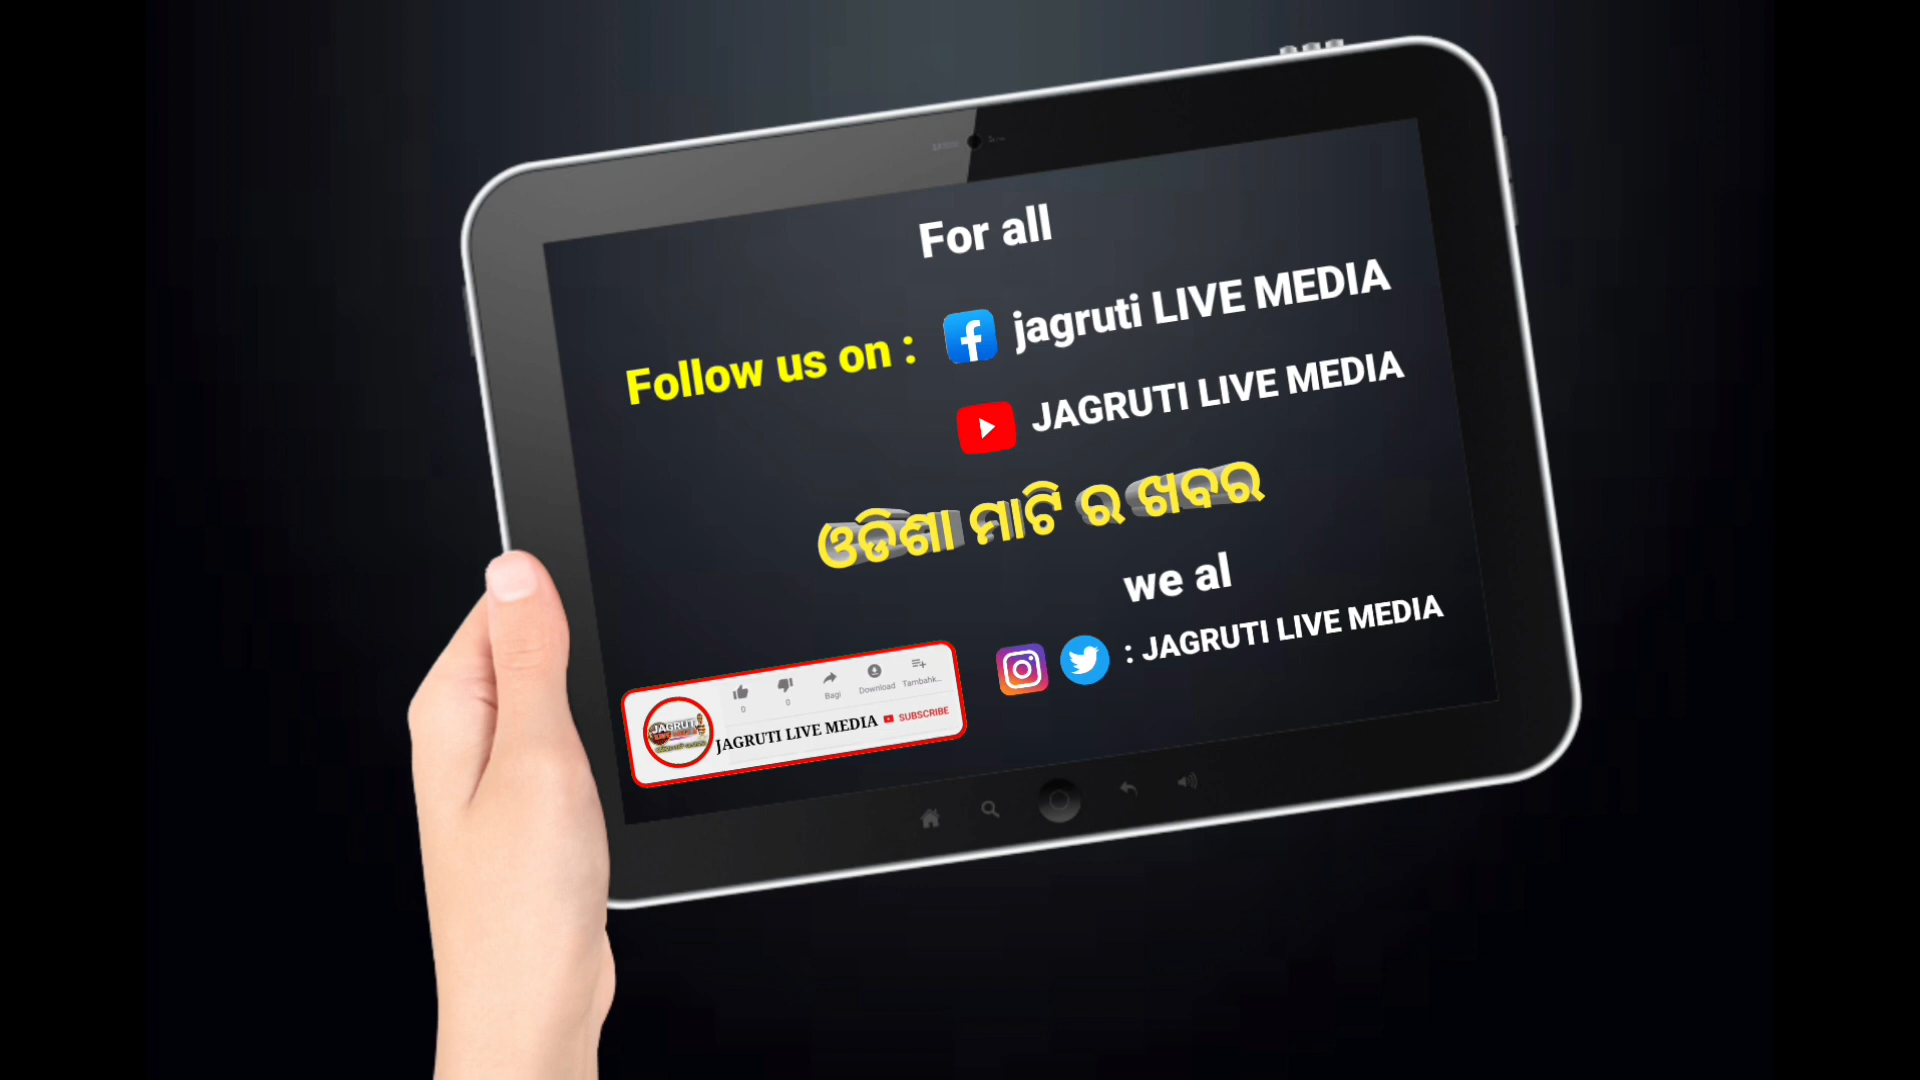 For all
Follow us on :
jagruti LIVE MEDIA
JAGRUTI LIVE MEDIA
ଓଡିଶା ମାଟି ର ଖବର
we al
: JAGRUTI LIVE MEDIA
0
0
Bagi
Download
Tambahk...
JAGRUTI
JAGRUTI LIVE MEDIA
SUBSCRIBE